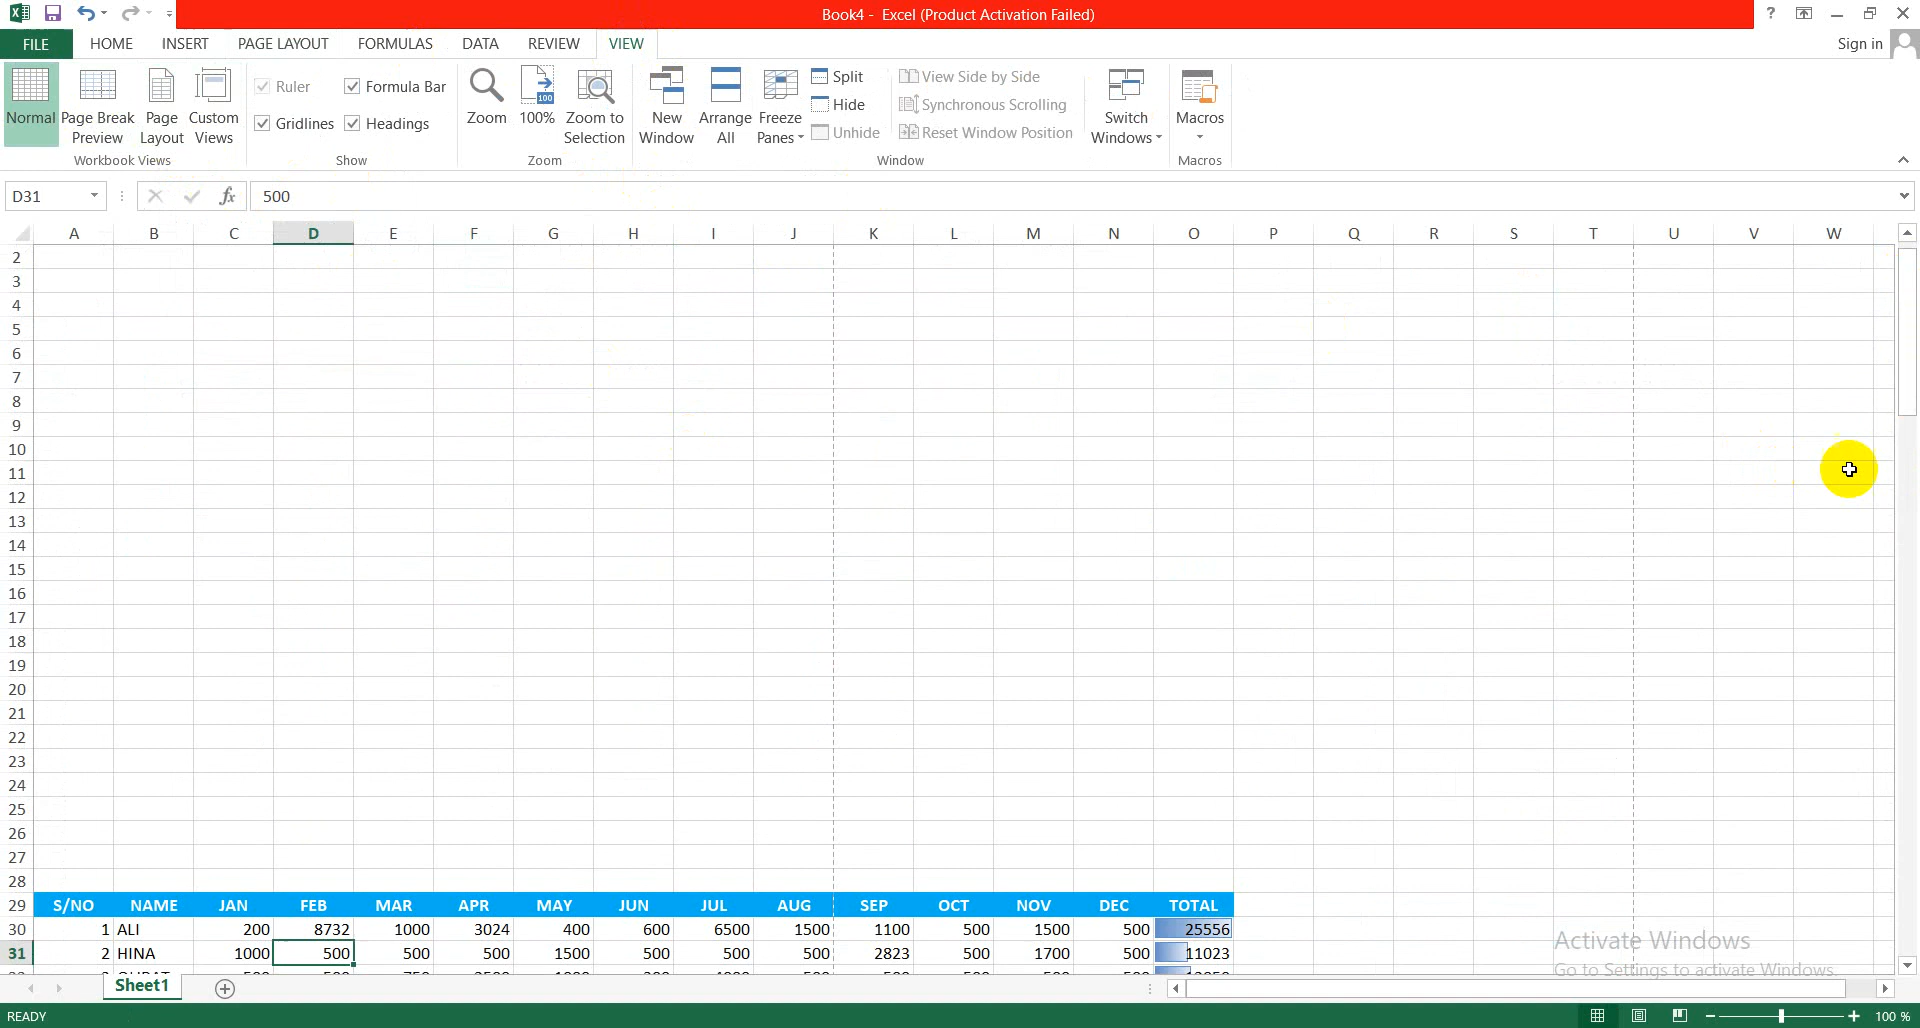 Book4 - Excel (Product Activation Failed)
?
FILE HOME INSERT PAGE LAYOUT FORMULAS DATA REVIEW VIEW Sign in
Normal Page Break Preview Page Layout Custom Views
Workbook Views
Ruler Formula Bar
Gridlines Headings
Show
Zoom 100% 100 Zoom to Selection
Zoom
New Window Arrange All Freeze Panes
Split
Hide
Unhide
View Side by Side
Synchronous Scrolling
Reset Window Position
Switch Windows
Window
Macros
Macros
D31 fx 500
A B C D E F G H I J K L M N O P Q R S T U V W
2
3
4
5
6
7
8
9
10
11
12
13
14
15
16
17
18
19
20
21
22
23
24
25
26
27
28
29 S/NO NAME JAN FEB MAR APR MAY JUN JUL AUG SEP OCT NOV DEC TOTAL
30 1 ALI 200 8732 1000 3024 400 600 6500 1500 1100 500 1500 500 25556
31 2 HINA 1000 500 500 500 1500 500 500 500 2823 500 1700 500 11023
Activate Windows
Go to Settings to activate Windows.
Sheet1
READY
100 %